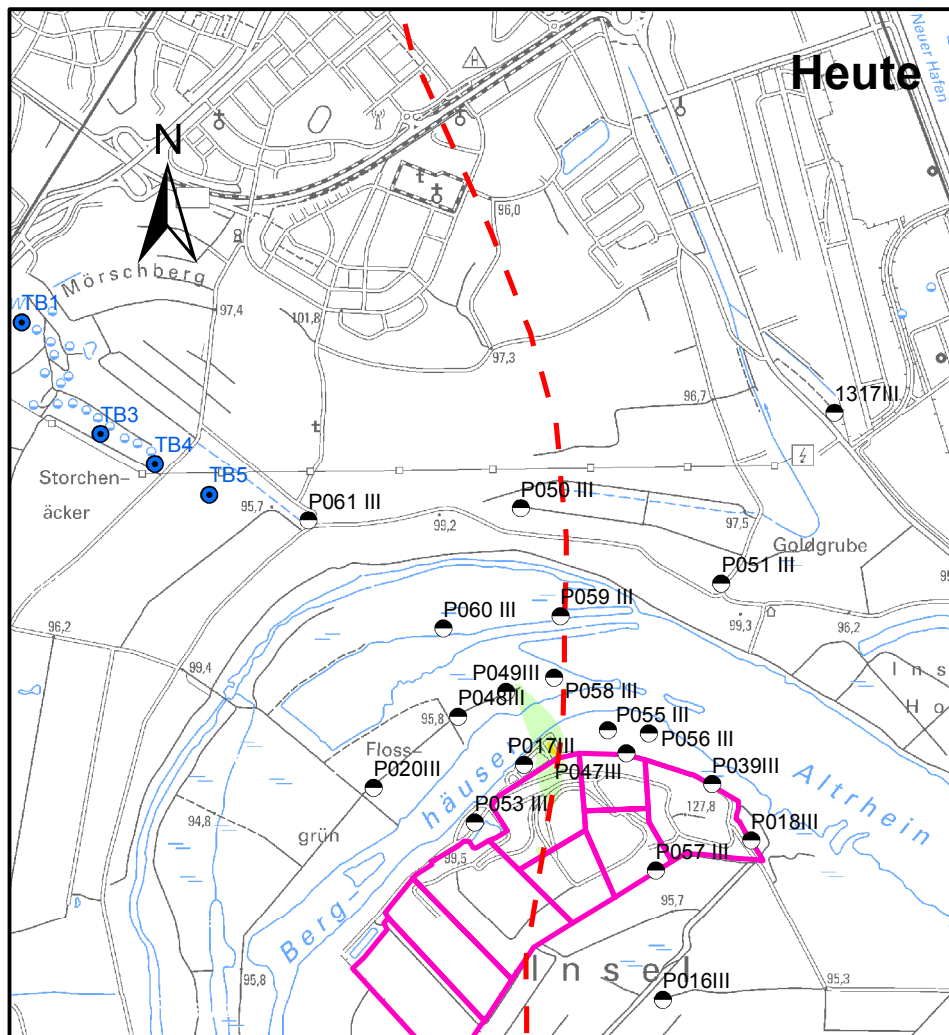 Heute
Neuer Hafen
H
N
96,0
Mörschberg
97,4
101,8
W
TB1
97,3
96,7
1317III
TB3
TB4
TB5
Storchen–
äcker
95,7
P061 III
99,2
P050 III
97,5
Goldgrube
P051 III
P059 III
P060 III
99,3
96,2
96,2
99,4
I n s
H o
P049III
P058 III
P048III
95,8
P055 III
P056 III
Floss–
P020III
grün
P017III
P047III
P039III
Altrhein
127,8
P018III
94,8
P053 III
99,5
P057 III
Berg–
häuser
95,7
Insel
95,8
P016III
95,3
95